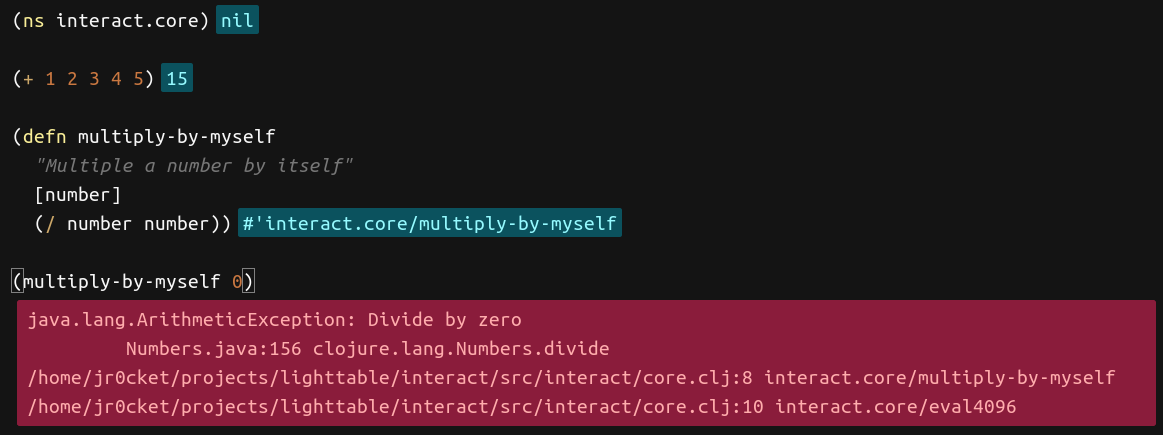 (ns interact.core) nil
(+ 1 2 3 4 5) 15
(defn multiply-by-myself
"Multiple a number by itself"
[number]
(/ number number)) #'interact.core/multiply-by-myself
(multiply-by-myself 0)
java.lang.ArithmeticException: Divide by zero
Numbers.java:156 clojure.lang.Numbers.divide
/home/jr0cket/projects/lighttable/interact/src/interact/core.clj:8 interact.core/multiply-by-myself
/home/jr0cket/projects/lighttable/interact/src/interact/core.clj:10 interact.core/eval4096